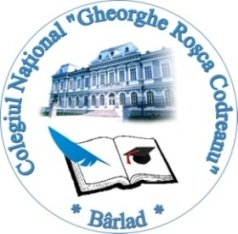 Colegiul Național "Gheorghe Roșca Codreanu"
* Bârlad *